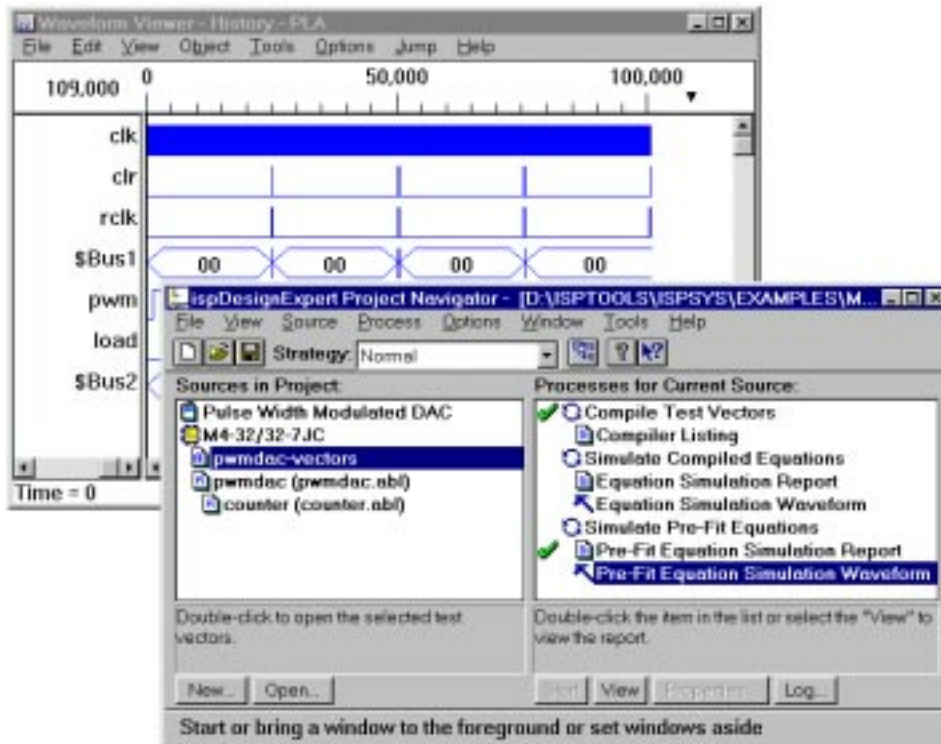 Waveform Viewer - History - PLA
File Edit View Object Tools Options Jump Help
109,000 0 50,000 100,000
clk
clr
rclk
$Bus1 00 00 00 00
pwm
load
$Bus2
Time = 0
ispDesignExpert Project Navigator - [D:\ISPTOOLS\ISPSYS\EXAMPLES\M...
File View Source Process Options Window Tools Help
Strategy: Normal
Sources in Project:
Pulse Width Modulated DAC
M4-32/32-7JC
pwmdac-vectors
pwmdac (pwmdac.abl)
counter (counter.abl)
Double-click to open the selected test
vectors.
New... Open...
Processes for Current Source:
Compile Test Vectors
Compiler Listing
Simulate Compiled Equations
Equation Simulation Report
Equation Simulation Waveform
Simulate Pre-Fit Equations
Pre-Fit Equation Simulation Report
Pre-Fit Equation Simulation Waveform
Double-click the item in the list or select the "View" to
view the report.
Start View Properties... Log...
Start or bring a window to the foreground or set windows aside